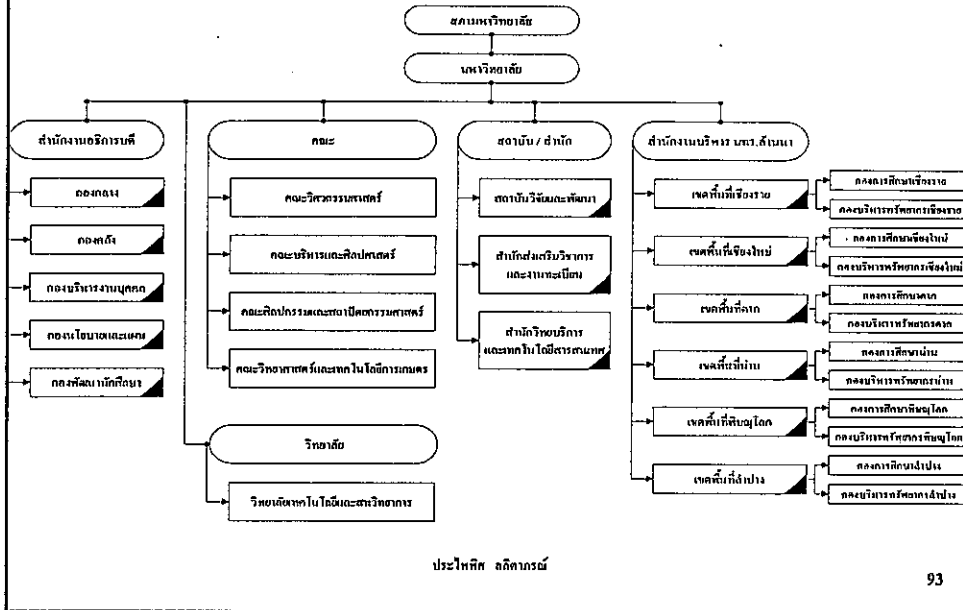 สภามหาวิทยาลัย
มหาวิทยาลัย
สำนักงานอธิการบดี
กองกลาง
กองคลัง
กองบริหารงานบุคคล
กองนโยบายและแผน
กองพัฒนานักศึกษา
คณะ
คณะวิศวกรรมศาสตร์
คณะบริหารและศิลปศาสตร์
คณะศิลปกรรมและสถาปัตยกรรมศาสตร์
คณะวิทยาศาสตร์และเทคโนโลยีการเกษตร
วิทยาลัย
วิทยาลัยเทคโนโลยีและสหวิทยาการ
สถาบัน / สำนัก
สถาบันวิจัยและพัฒนา
สำนักส่งเสริมวิชาการ
และงานทะเบียน
สำนักวิทยบริการ
และเทคโนโลยีสารสนเทศ
สำนักงานบริหาร มทร.ล้านนา
เขตพื้นที่เชียงราย
กองการศึกษาเชียงราย
กองบริหารทรัพยากรเชียงราย
เขตพื้นที่เชียงใหม่
กองการศึกษาเชียงใหม่
กองบริหารทรัพยากรเชียงใหม่
เขตพื้นที่ตาก
กองการศึกษาตาก
กองบริหารทรัพยากรตาก
เขตพื้นที่น่าน
กองการศึกษาน่าน
กองบริหารทรัพยากรน่าน
เขตพื้นที่พิษณุโลก
กองการศึกษาพิษณุโลก
กองบริหารทรัพยากรพิษณุโลก
เขตพื้นที่ลำปาง
กองการศึกษาลำปาง
กองบริหารทรัพยากรลำปาง
ประไพทิศ ลลิตาภรณ์
93